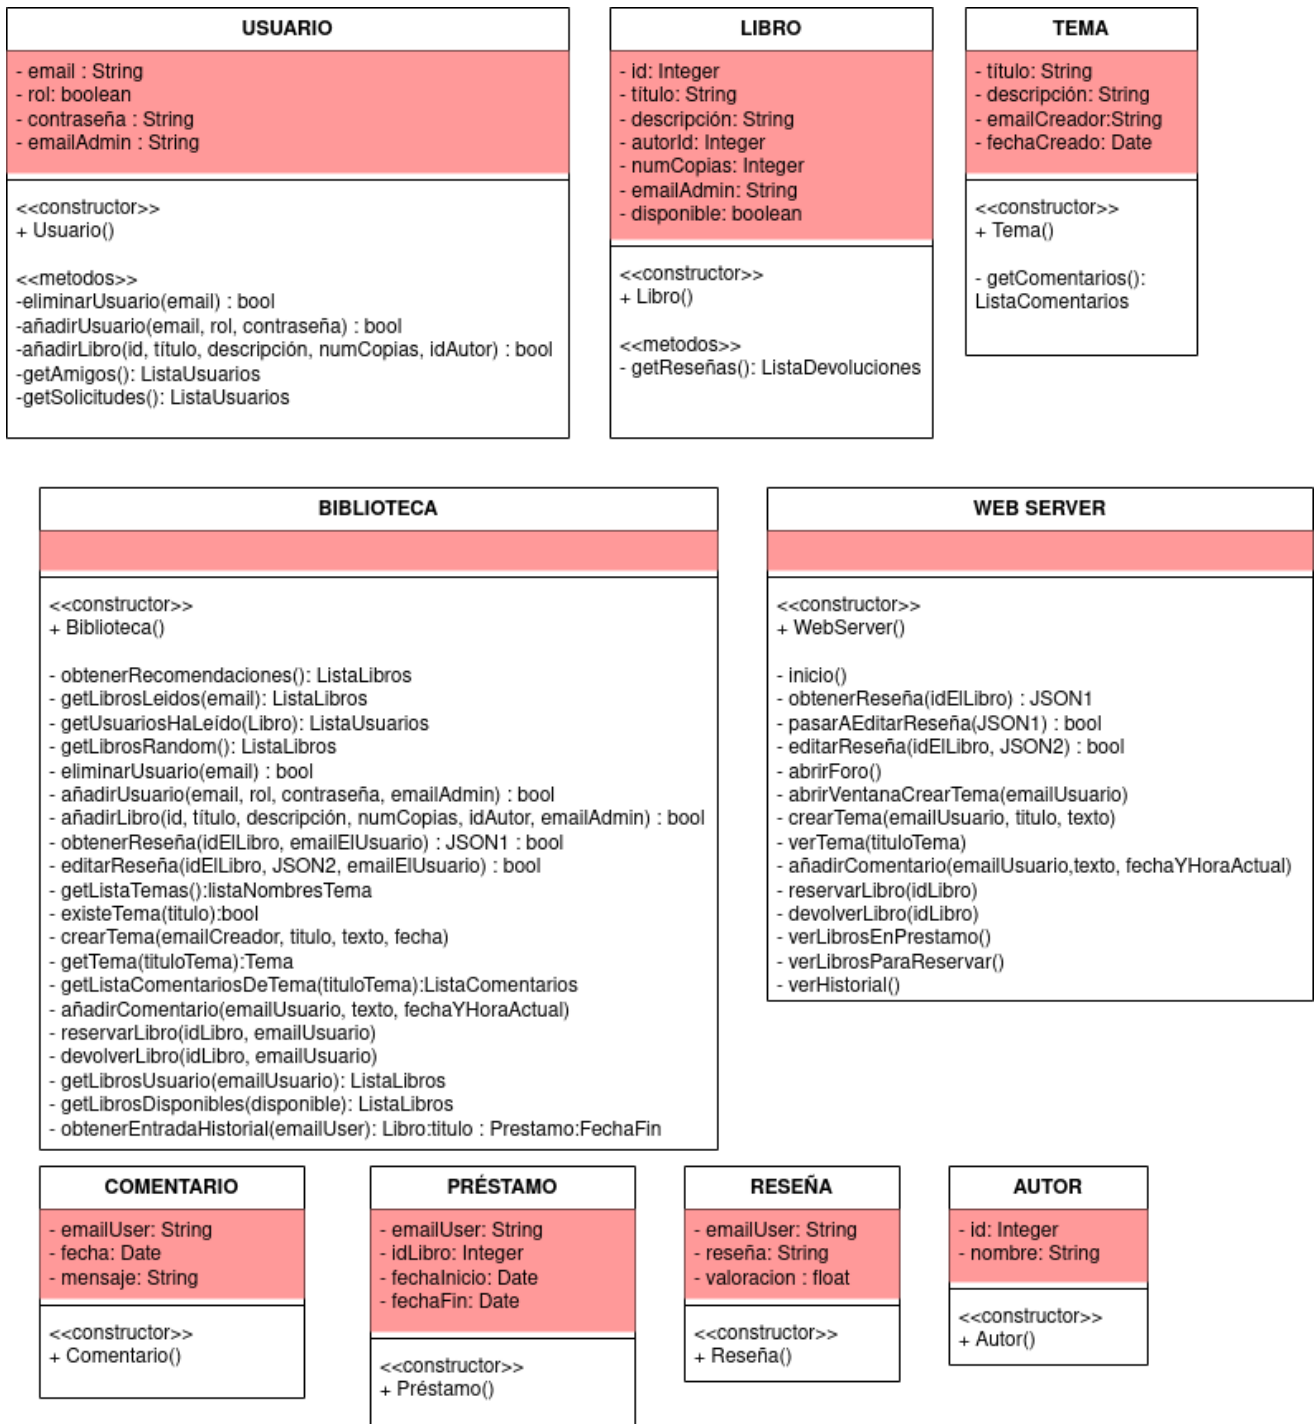 USUARIO
- email : String
- rol: boolean
- contraseña : String
- emailAdmin : String
<<constructor>>
+ Usuario()
<<metodos>>
-eliminarUsuario(email) : bool
-añadirUsuario(email, rol, contraseña) : bool
-añadirLibro(id, título, descripción, numCopias, idAutor) : bool
-getAmigos(): ListaUsuarios
-getSolicitudes(): ListaUsuarios
LIBRO
- id: Integer
- título: String
- descripción: String
- autorId: Integer
- numCopias: Integer
- emailAdmin: String
- disponible: boolean
<<constructor>>
+ Libro()
<<metodos>>
- getReseñas(): ListaDevoluciones
TEMA
- título: String
- descripción: String
- emailCreador:String
- fechaCreado: Date
<<constructor>>
+ Tema()
- getComentarios():
ListaComentarios
BIBLIOTECA
<<constructor>>
+ Biblioteca()
- obtenerRecomendaciones(): ListaLibros
- getLibrosLeidos(email): ListaLibros
- getUsuariosHaLeído(Libro): ListaUsuarios
- getLibrosRandom(): ListaLibros
- eliminarUsuario(email) : bool
- añadirUsuario(email, rol, contraseña, emailAdmin) : bool
- añadirLibro(id, título, descripción, numCopias, idAutor, emailAdmin) : bool
- obtenerReseña(idElLibro, emailElUsuario) : JSON1 : bool
- editarReseña(idElLibro, JSON2, emailElUsuario) : bool
- getListaTemas():listaNombresTema
- existeTema(titulo):bool
- crearTema(emailCreador, titulo, texto, fecha)
- getTema(tituloTema):Tema
- getListaComentariosDeTema(tituloTema):ListaComentarios
- añadirComentario(emailUsuario, texto, fechaYHoraActual)
- reservarLibro(idLibro, emailUsuario)
- devolverLibro(idLibro, emailUsuario)
- getLibrosUsuario(emailUsuario): ListaLibros
- getLibrosDisponibles(disponible): ListaLibros
- obtenerEntradaHistorial(emailUser): Libro:titulo : Prestamo:FechaFin
WEB SERVER
<<constructor>>
+ WebServer()
- inicio()
- obtenerReseña(idElLibro) : JSON1
- pasarAEditarReseña(JSON1) : bool
- editarReseña(idElLibro, JSON2) : bool
- abrirForo()
- abrirVentanaCrearTema(emailUsuario)
- crearTema(emailUsuario, titulo, texto)
- verTema(tituloTema)
- añadirComentario(emailUsuario,texto, fechaYHoraActual)
- reservarLibro(idLibro)
- devolverLibro(idLibro)
- verLibrosEnPrestamo()
- verLibrosParaReservar()
- verHistorial()
COMENTARIO
- emailUser: String
- fecha: Date
- mensaje: String
<<constructor>>
+ Comentario()
PRÉSTAMO
- emailUser: String
- idLibro: Integer
- fechaInicio: Date
- fechaFin: Date
<<constructor>>
+ Préstamo()
RESEÑA
- emailUser: String
- reseña: String
- valoracion : float
<<constructor>>
+ Reseña()
AUTOR
- id: Integer
- nombre: String
<<constructor>>
+ Autor()